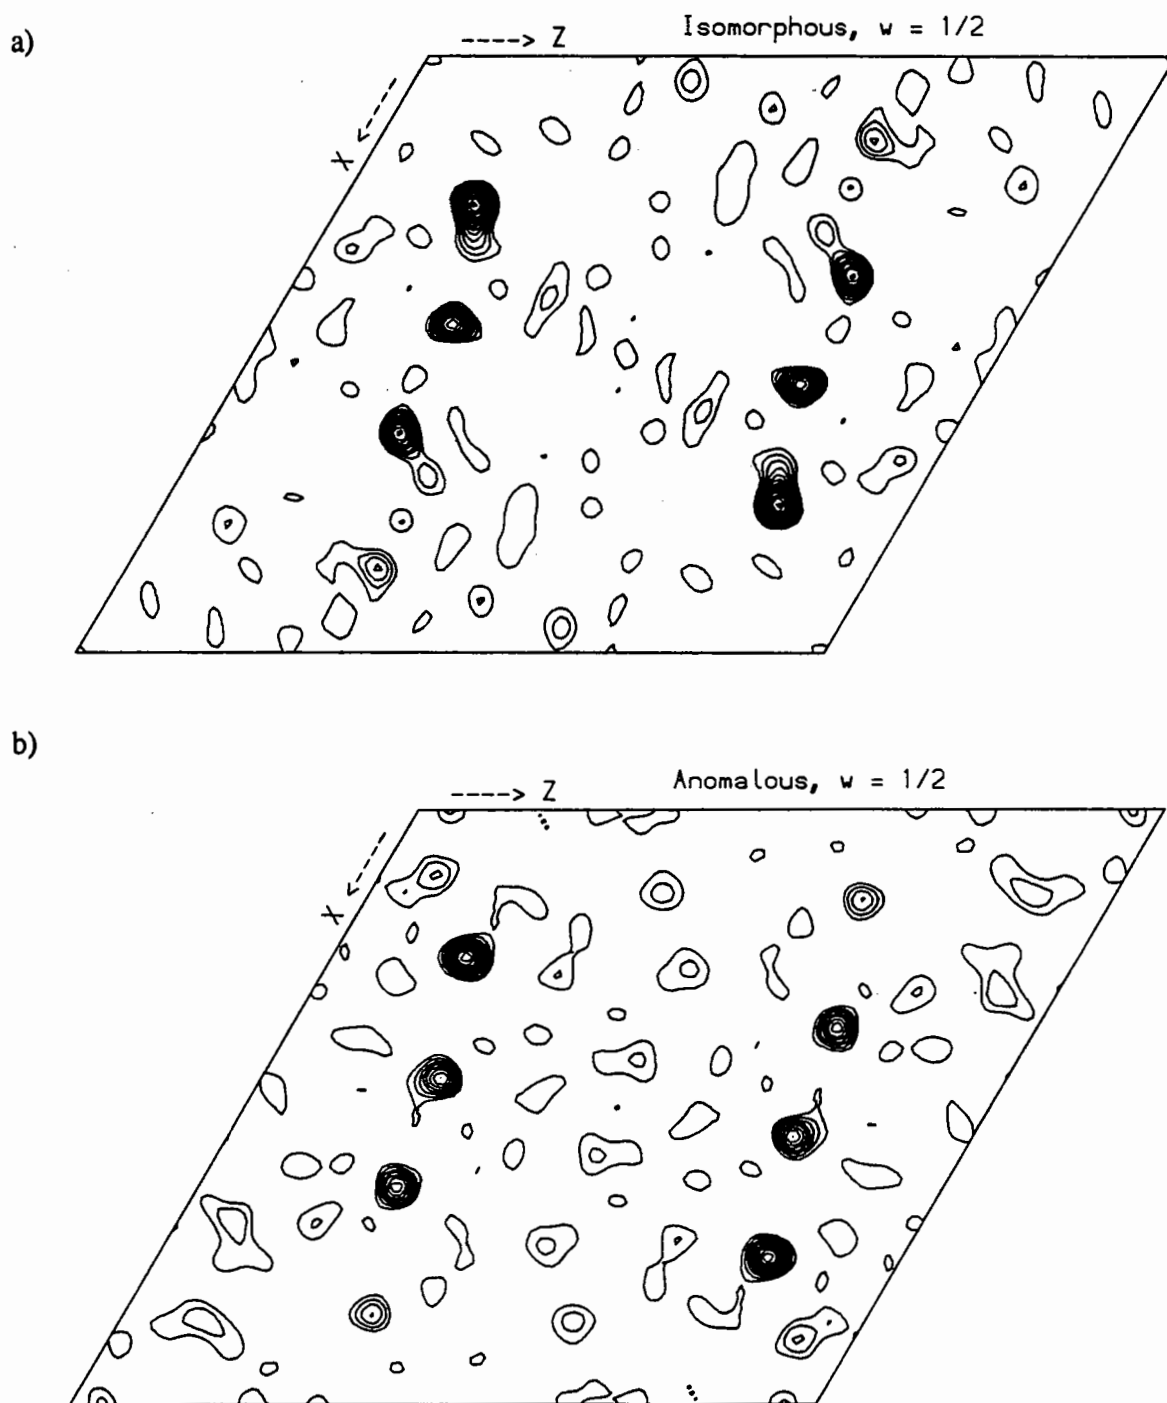 a)
----> Z
Isomorphous, w = 1/2
X
b)
----> Z
Anomalous, w = 1/2
X